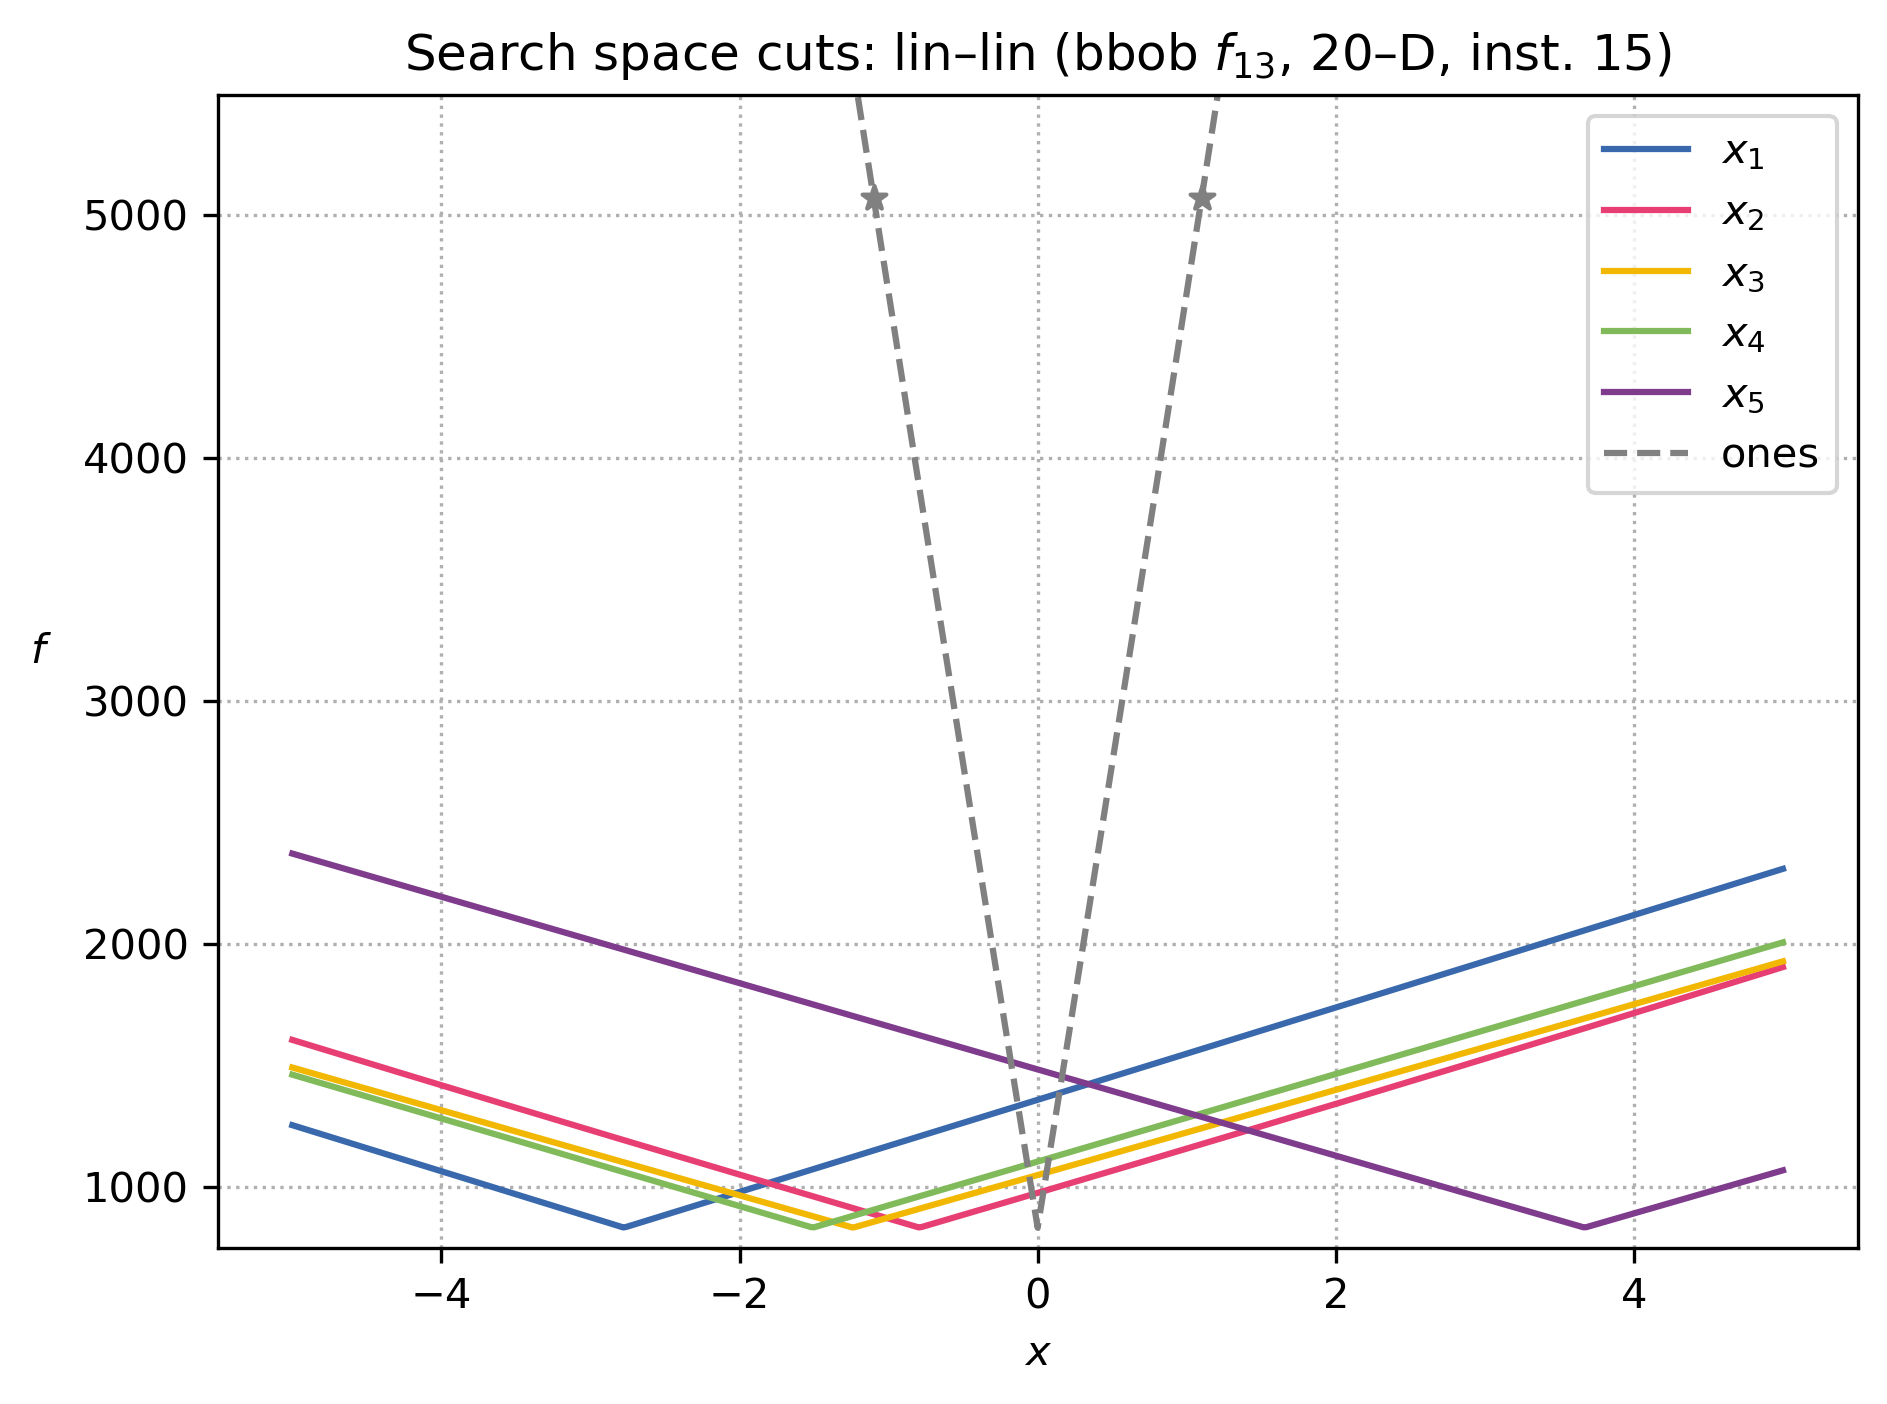 Search space cuts: lin–lin (bbob f₁₃, 20–D, inst. 15)
x₁
x₂
x₃
x₄
x₅
ones
5000
4000
3000
2000
1000
f
−4 −2 0 2 4
x